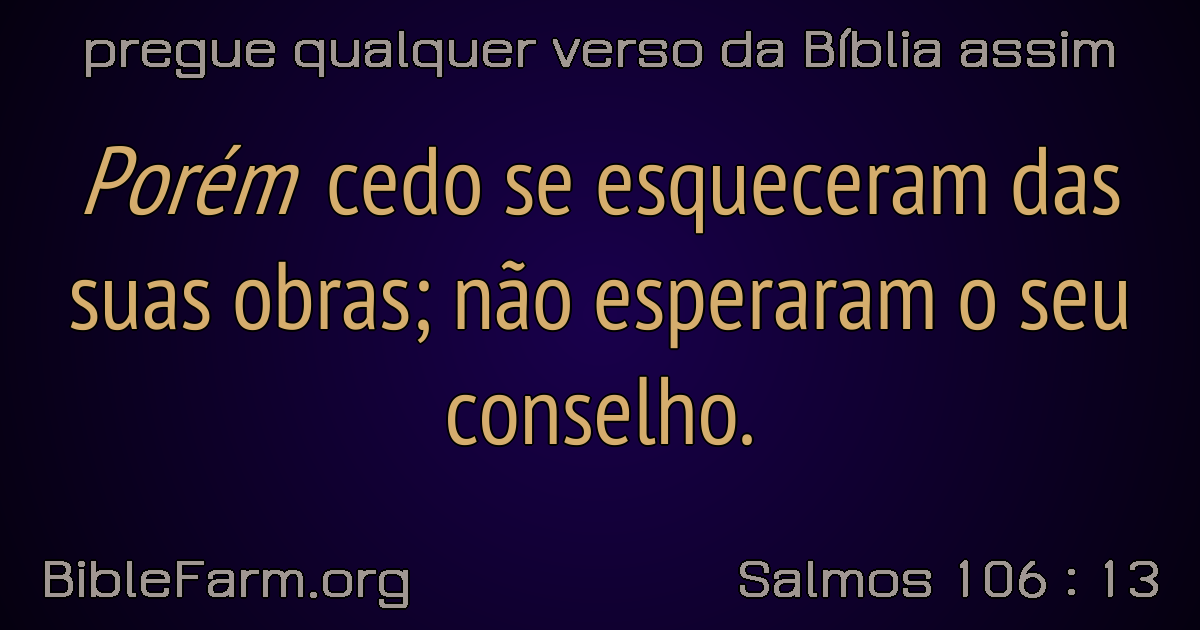 pregue qualquer verso da Bíblia assim
Porém cedo se esqueceram das
suas obras; não esperaram o seu
conselho.
BibleFarm.org
Salmos 106 : 13